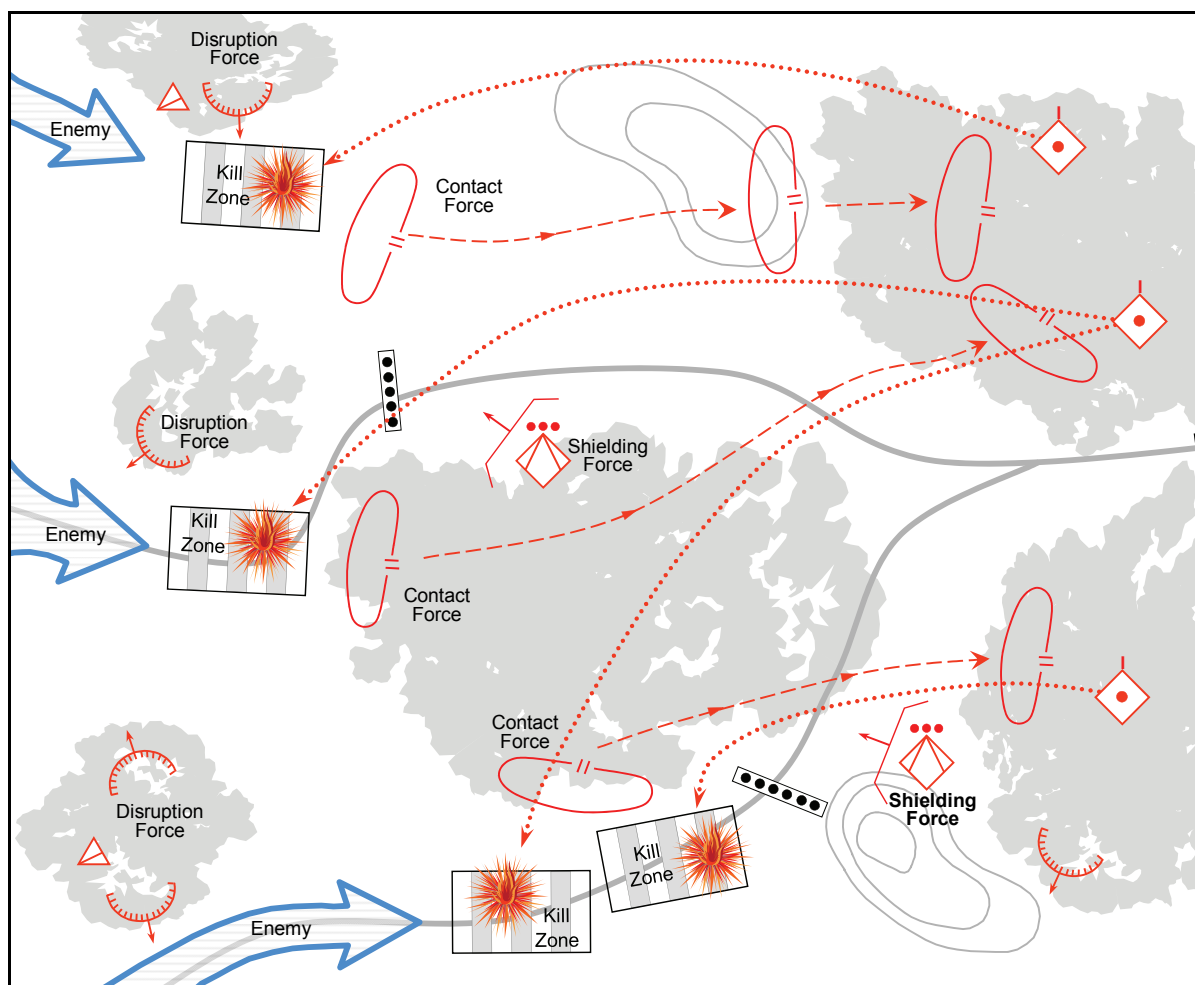 Disruption
Force
Enemy
Kill
Zone
Contact
Force
Disruption
Force
Shielding
Force
Enemy
Kill
Zone
Contact
Force
Contact
Force
Disruption
Force
Shielding
Force
Kill
Zone
Enemy
Kill
Zone